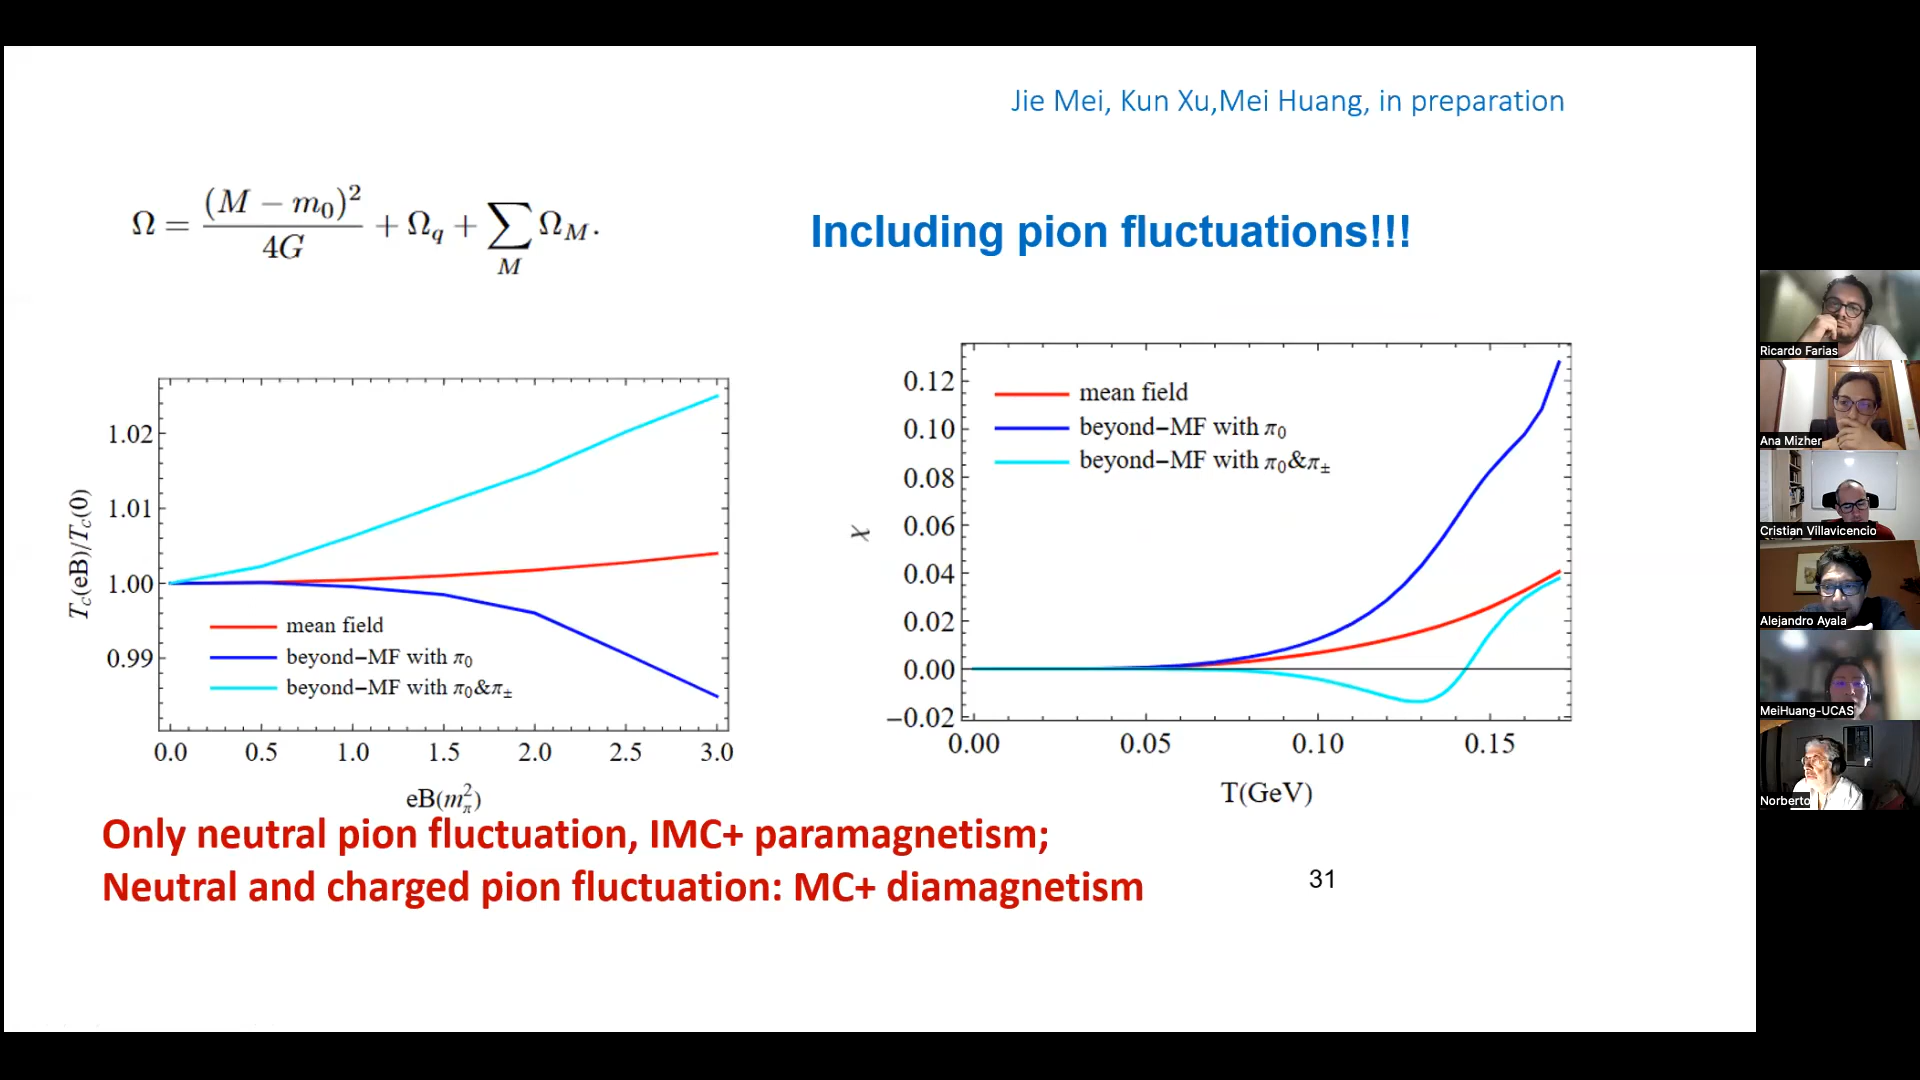 Jie Mei, Kun Xu,Mei Huang, in preparation
Ω = (M − m₀)² / 4G + Ω_q + ∑_M Ω_M.
Including pion fluctuations!!!
T_c(eB)/T_c(0)
1.02
1.01
1.00
0.99
mean field
beyond−MF with π₀
beyond−MF with π₀&π±
0.0 0.5 1.0 1.5 2.0 2.5 3.0
eB(m_π²)
χ
0.12
0.10
0.08
0.06
0.04
0.02
0.00
−0.02
mean field
beyond−MF with π₀
beyond−MF with π₀&π±
0.00 0.05 0.10 0.15
T(GeV)
Only neutral pion fluctuation, IMC+ paramagnetism;
Neutral and charged pion fluctuation: MC+ diamagnetism
31
Ricardo Farias
Ana Mizher
Cristian Villavicencio
Alejandro Ayala
MeiHuang-UCAS
Norberto